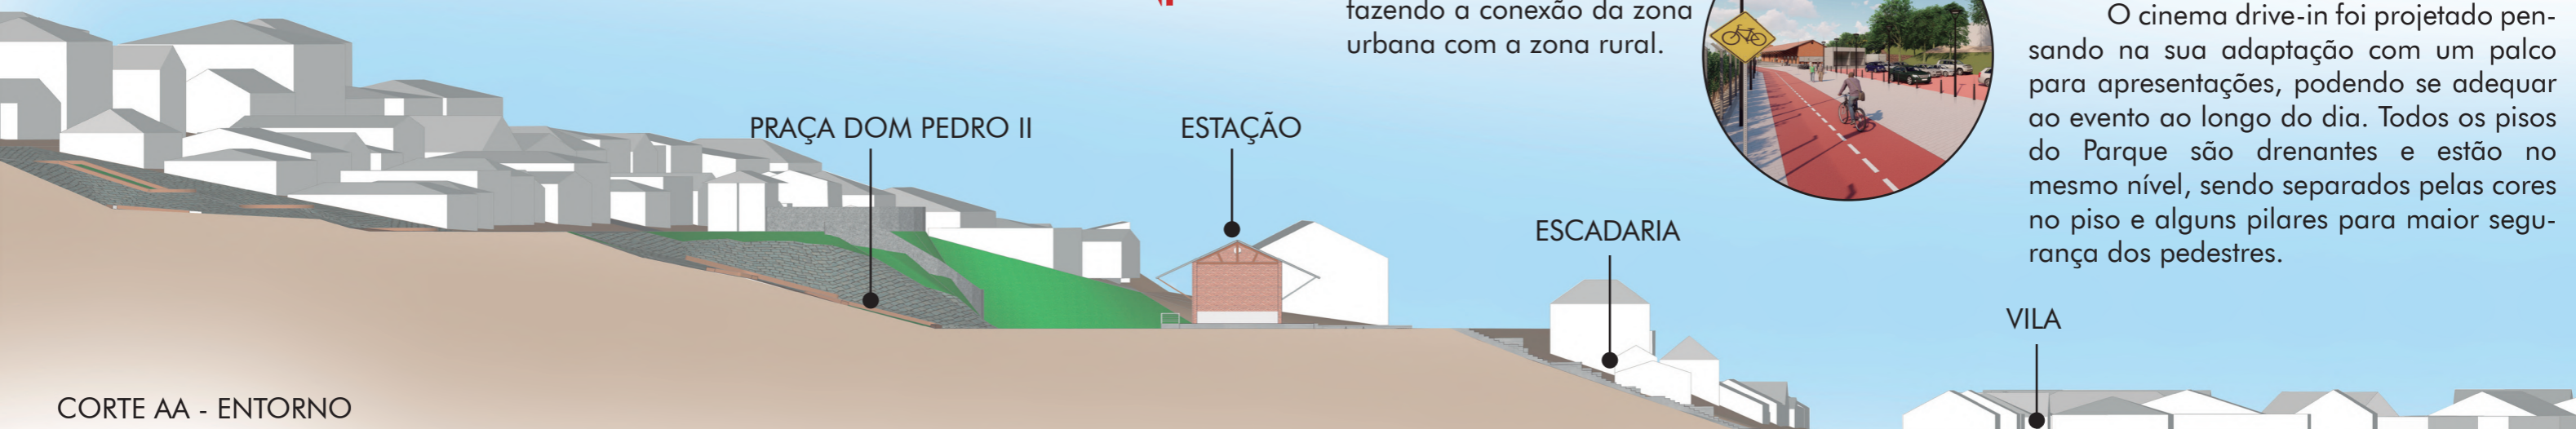 fazendo a conexão da zona
urbana com a zona rural.
O cinema drive-in foi projetado pen-
sando na sua adaptação com um palco
para apresentações, podendo se adequar
ao evento ao longo do dia. Todos os pisos
do Parque são drenantes e estão no
mesmo nível, sendo separados pelas cores
no piso e alguns pilares para maior segu-
rança dos pedestres.
PRAÇA DOM PEDRO II
ESTAÇÃO
ESCADARIA
VILA
CORTE AA - ENTORNO